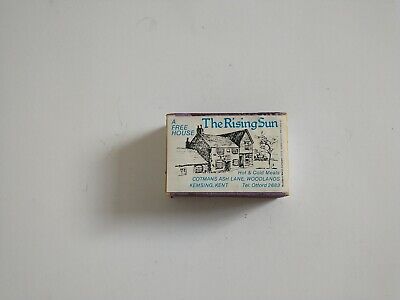 A
FREE
HOUSE
The Rising Sun
Hot & Cold Meals
COTMANS ASH LANE, WOODLANDS
KEMSING, KENT
Tel: Otford 2683